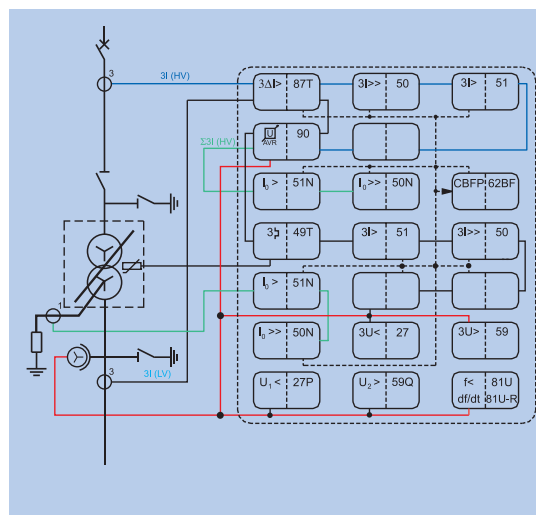 3
3I (HV)
3ΔI> 87T
3I>> 50
3I> 51
U
AVR
90
Σ3I (HV)
I0 > 51N
I0 >> 50N
CBFP 62BF
3 49T
3I> 51
3I>> 50
I0 > 51N
1
I0 >> 50N
3U< 27
3U> 59
3
3I (LV)
U1 < 27P
U2 > 59Q
f< 81U
df/dt 81U-R